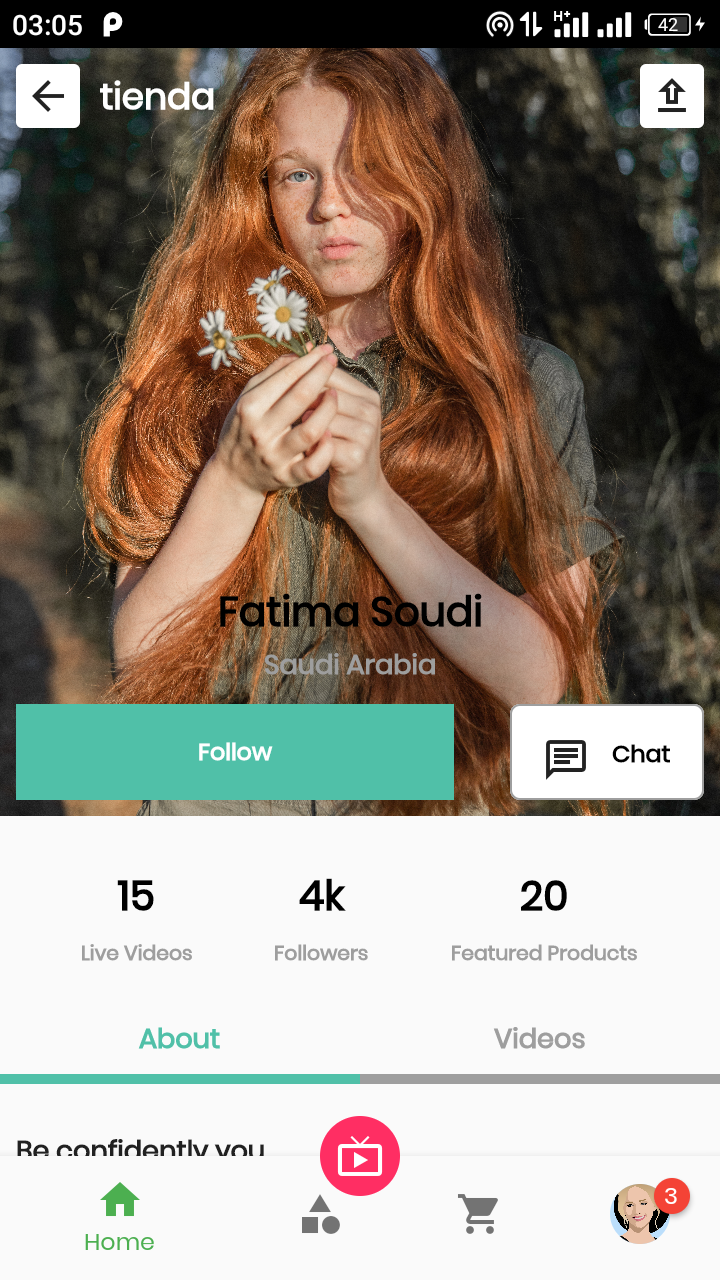 03:05
H+
42
tienda
Fatima Soudi
Saudi Arabia
Follow
Chat
15
4k
20
Live Videos
Followers
Featured Products
About
Videos
Be confidently you
3
Home